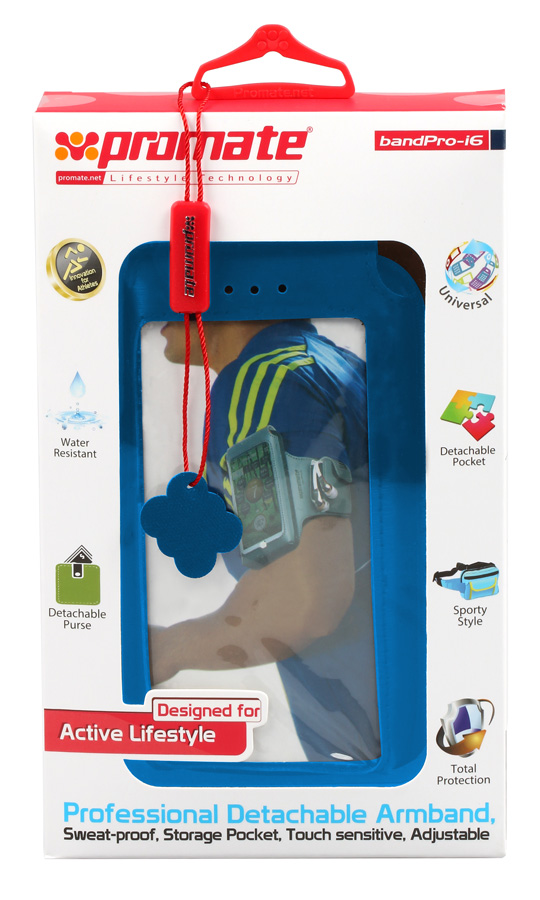 Promate.net
promate®
bandPro-i6
promate.net Lifestyle Technology
promate
Innovation
for
Athletes
Universal
Water
Resistant
Detachable
Pocket
Detachable
Purse
Sporty
Style
Designed for
Active Lifestyle
Total
Protection
Professional Detachable Armband,
Sweat-proof, Storage Pocket, Touch sensitive, Adjustable